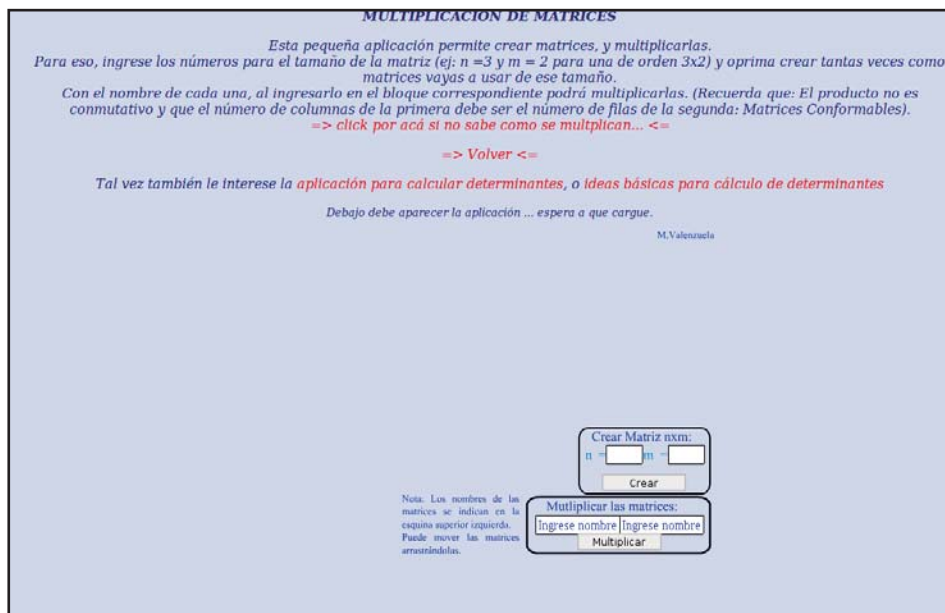 MULTIPLICACIÓN DE MATRICES
Esta pequeña aplicación permite crear matrices, y multiplicarlas.
Para eso, ingrese los números para el tamaño de la matriz (ej: n =3 y m = 2 para una de orden 3x2) y oprima crear tantas veces como
matrices vayas a usar de ese tamaño.
Con el nombre de cada una, al ingresarlo en el bloque correspondiente podrá multiplicarlas. (Recuerda que: El producto no es
conmutativo y que el número de columnas de la primera debe ser el número de filas de la segunda: Matrices Conformables).
=> click por acá si no sabe como se multplican... <=
=> Volver <=
Tal vez también le interese la aplicación para calcular determinantes, o ideas básicas para cálculo de determinantes
Debajo debe aparecer la aplicación ... espera a que cargue.
M.Valenzuela
Crear Matriz nxm:
n = m =
Crear
Nota: Los nombres de las
matrices se indican en la
esquina superior izquierda.
Puede mover las matrices
arrastrándolas.
Mutliplicar las matrices:
Ingrese nombre Ingrese nombre
Multiplicar